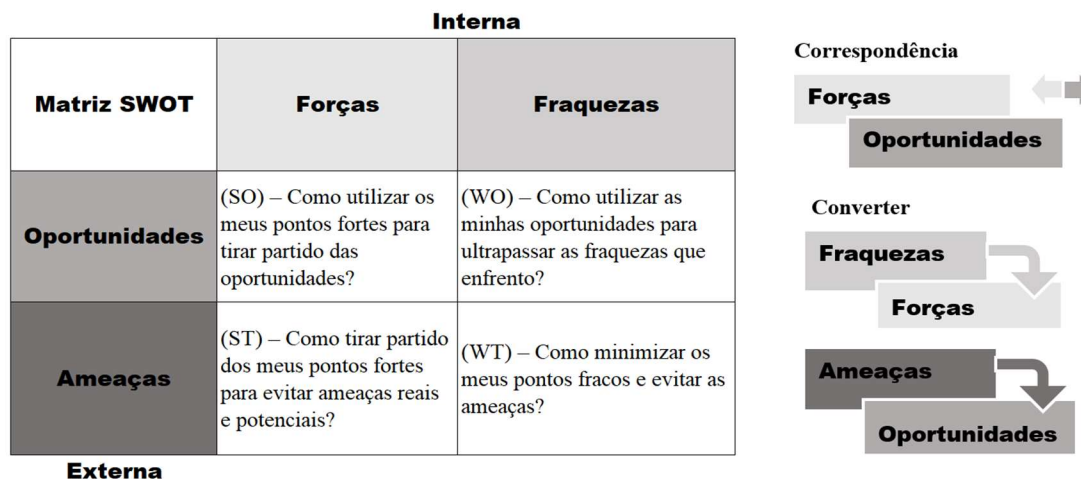 Interna
Matriz SWOT
Forças
Fraquezas
Oportunidades
(SO) – Como utilizar os
meus pontos fortes para
tirar partido das
oportunidades?
(WO) – Como utilizar as
minhas oportunidades para
ultrapassar as fraquezas que
enfrento?
Ameaças
(ST) – Como tirar partido
dos meus pontos fortes
para evitar ameaças reais
e potenciais?
(WT) – Como minimizar os
meus pontos fracos e evitar as
ameaças?
Externa
Correspondência
Forças
Oportunidades
Converter
Fraquezas
Forças
Ameaças
Oportunidades